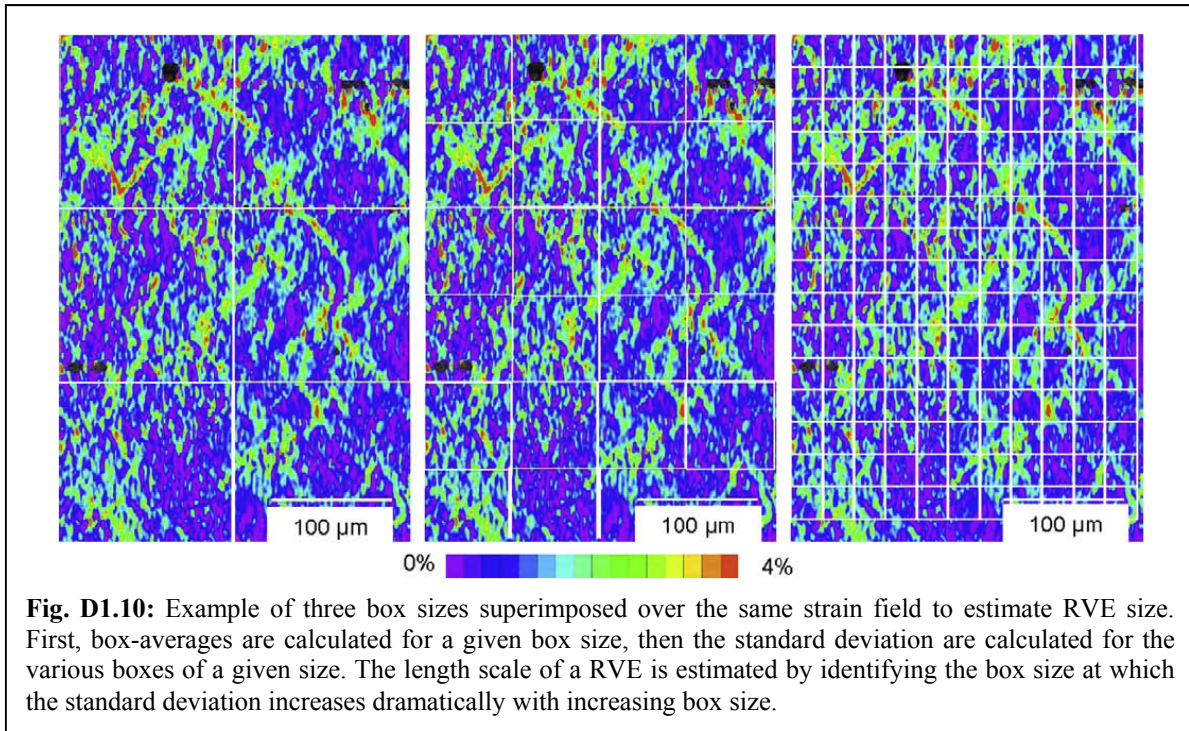 100 µm
100 µm
100 µm
0%
4%
Fig. D1.10: Example of three box sizes superimposed over the same strain field to estimate RVE size.
First, box-averages are calculated for a given box size, then the standard deviation are calculated for the
various boxes of a given size. The length scale of a RVE is estimated by identifying the box size at which
the standard deviation increases dramatically with increasing box size.